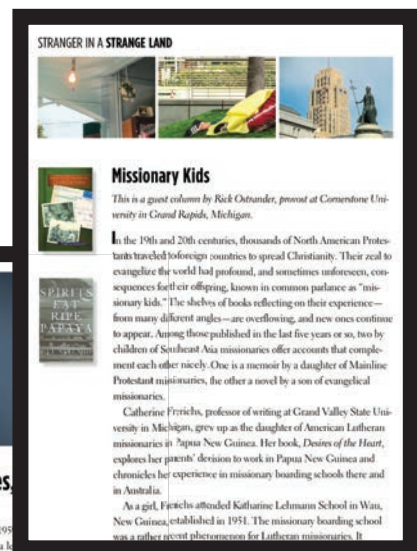 STRANGER IN A STRANGE LAND
Missionary Kids
This is a guest column by Rick Ostrander, provost at Cornerstone Uni-
versity in Grand Rapids, Michigan.
In the 19th and 20th centuries, thousands of North American Protes-
tants traveled to foreign countries to spread Christianity. Their zeal to
evangelize the world had profound, and sometimes unforeseen, con-
sequences for their offspring, known in common parlance as "mis-
sionary kids." The shelves of books reflecting on their experience—
from many different angles—are overflowing, and new ones continue
to appear. Among those published in the last five years or so, two by
children of Southeast Asia missionaries offer accounts that comple-
ment each other nicely. One is a memoir by a daughter of Mainline
Protestant missionaries, the other a novel by a son of evangelical
missionaries.
Catherine Frerichs, professor of writing at Grand Valley State Uni-
versity in Michigan, grew up as the daughter of American Lutheran
missionaries in Papua New Guinea. Her book, Desires of the Heart,
explores her parents' decision to work in Papua New Guinea and
chronicles her experience in missionary boarding schools there and
in Australia.
As a girl, Frerichs attended Katharine Lehmann School in Wau,
New Guinea, established in 1951. The missionary boarding school
was a rather recent phenomenon for Lutheran missionaries. It
SPIRITS
EAT
RIPE
PAPAYA